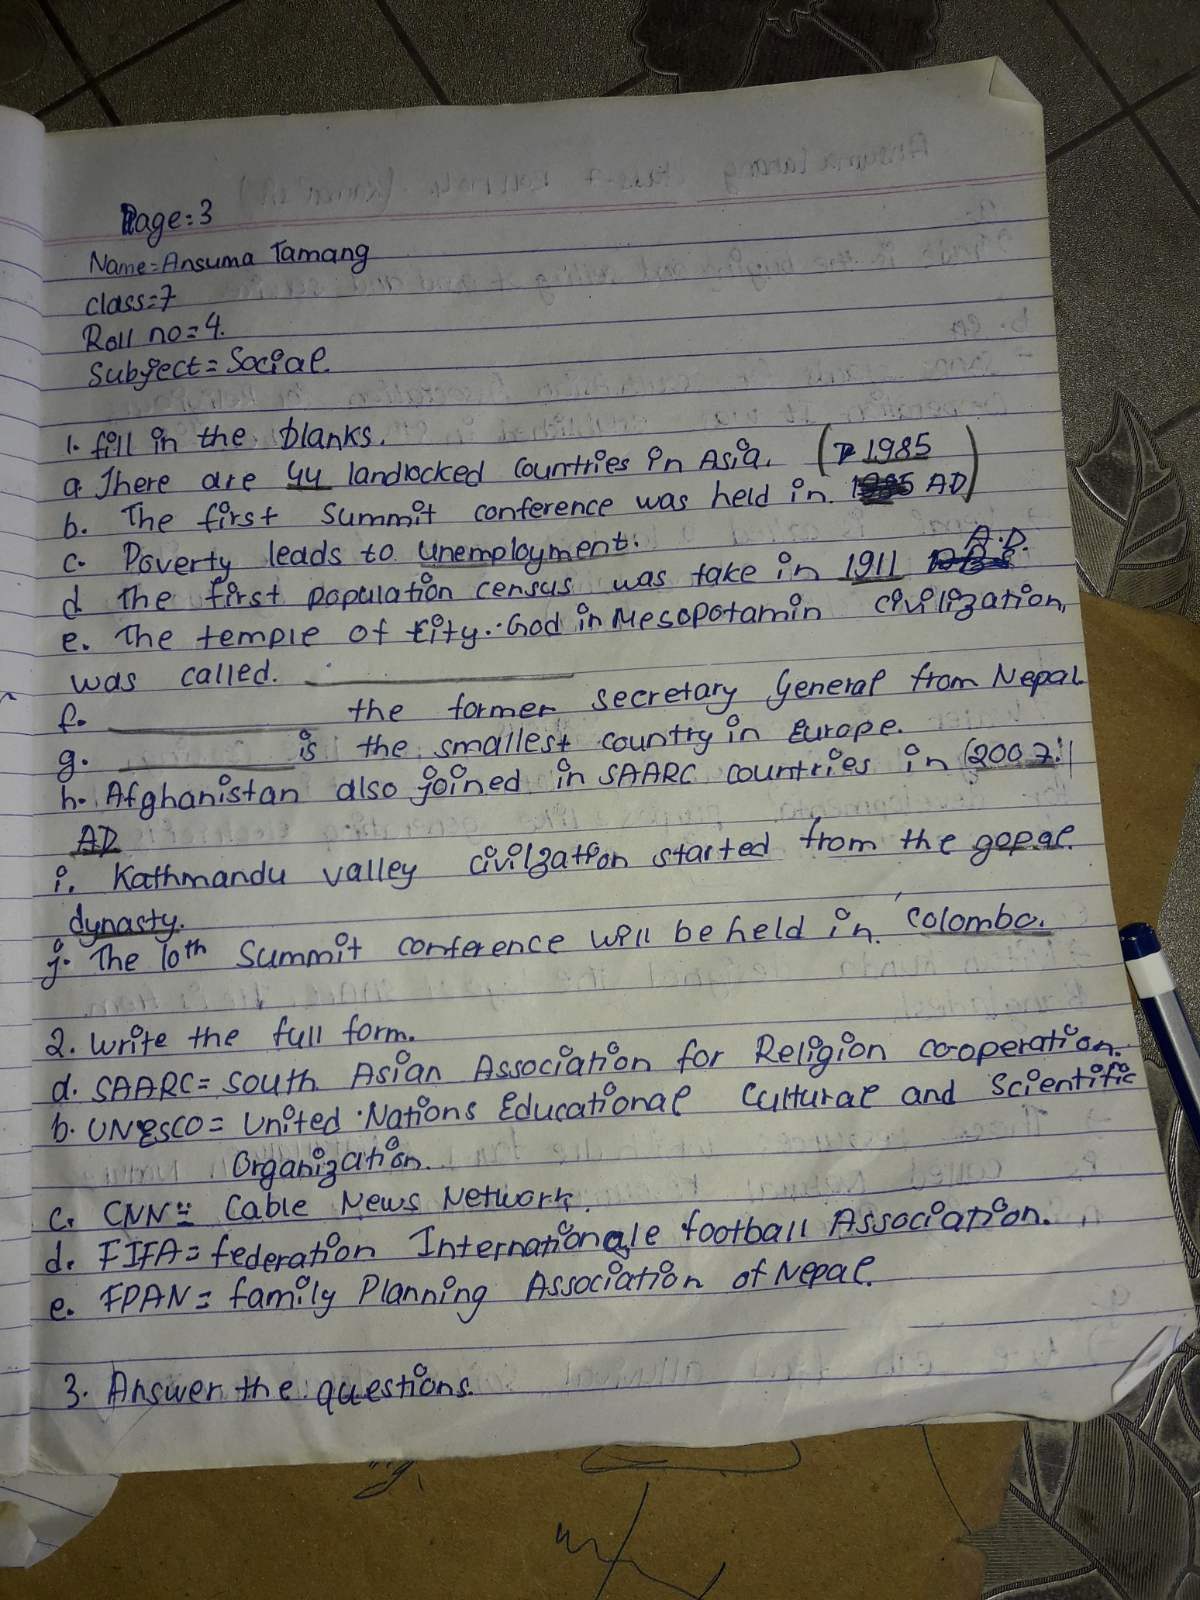 Page:3
Name=Ansuma Tamang
class=7
Roll no=4.
Subject=Social.
1. fill in the blanks.
a. There are 44 landlocked countries in Asia. (1985
b. The first summit conference was held in AD)
c. Poverty leads to unemployment. A.D.
d. The first population census was take in 1911
e. The temple of City God in Mesopotamin civilization,
was called. ____________
f. ____________ the former secretary General from Nepal.
g. ____________ is the smallest country in Europe.
h. Afghanistan also joined in SAARC countries in (2007.)
AD
i. Kathmandu valley civilzation started from the gopal.
dynasty.
j. The 10th Summit conference will be held in. colombo.
2. write the full form.
d. SAARC= South Asian Association for Religion cooperation.
b. UNESCO= United Nations Educational Cultural and Scientific
Organization.
c. CNN= Cable News Network.
d. FIFA= federation Internationale football Association.
e. FPAN= family Planning Association of Nepal.
3. Answer the questions.